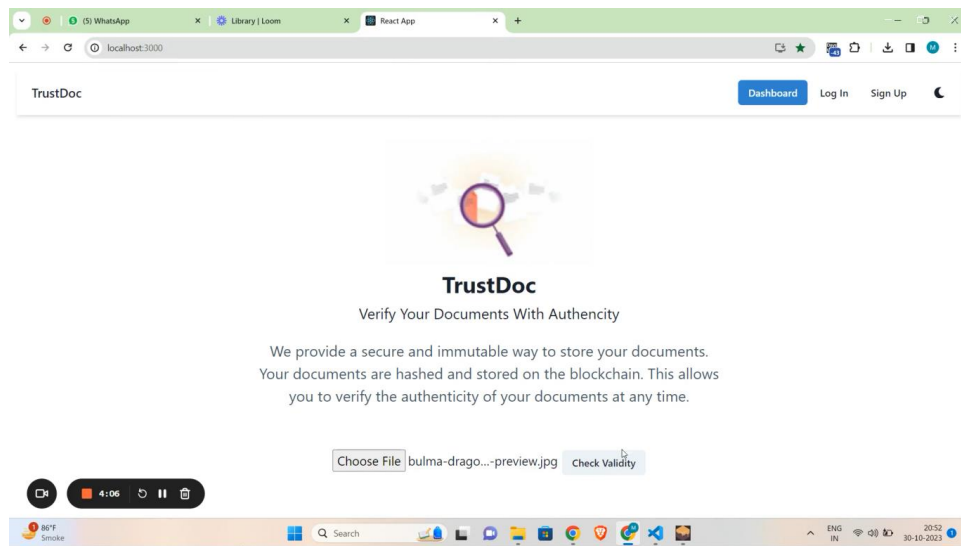 (5) WhatsApp
Library | Loom
React App
localhost:3000
-43
M
TrustDoc
Dashboard
Log In
Sign Up
TrustDoc
Verify Your Documents With Authencity
We provide a secure and immutable way to store your documents.
Your documents are hashed and stored on the blockchain. This allows
you to verify the authenticity of your documents at any time.
Choose File bulma-drago...-preview.jpg Check Validity
4:06
1
86°F
Smoke
Search
ENG
IN
20:52
30-10-2023